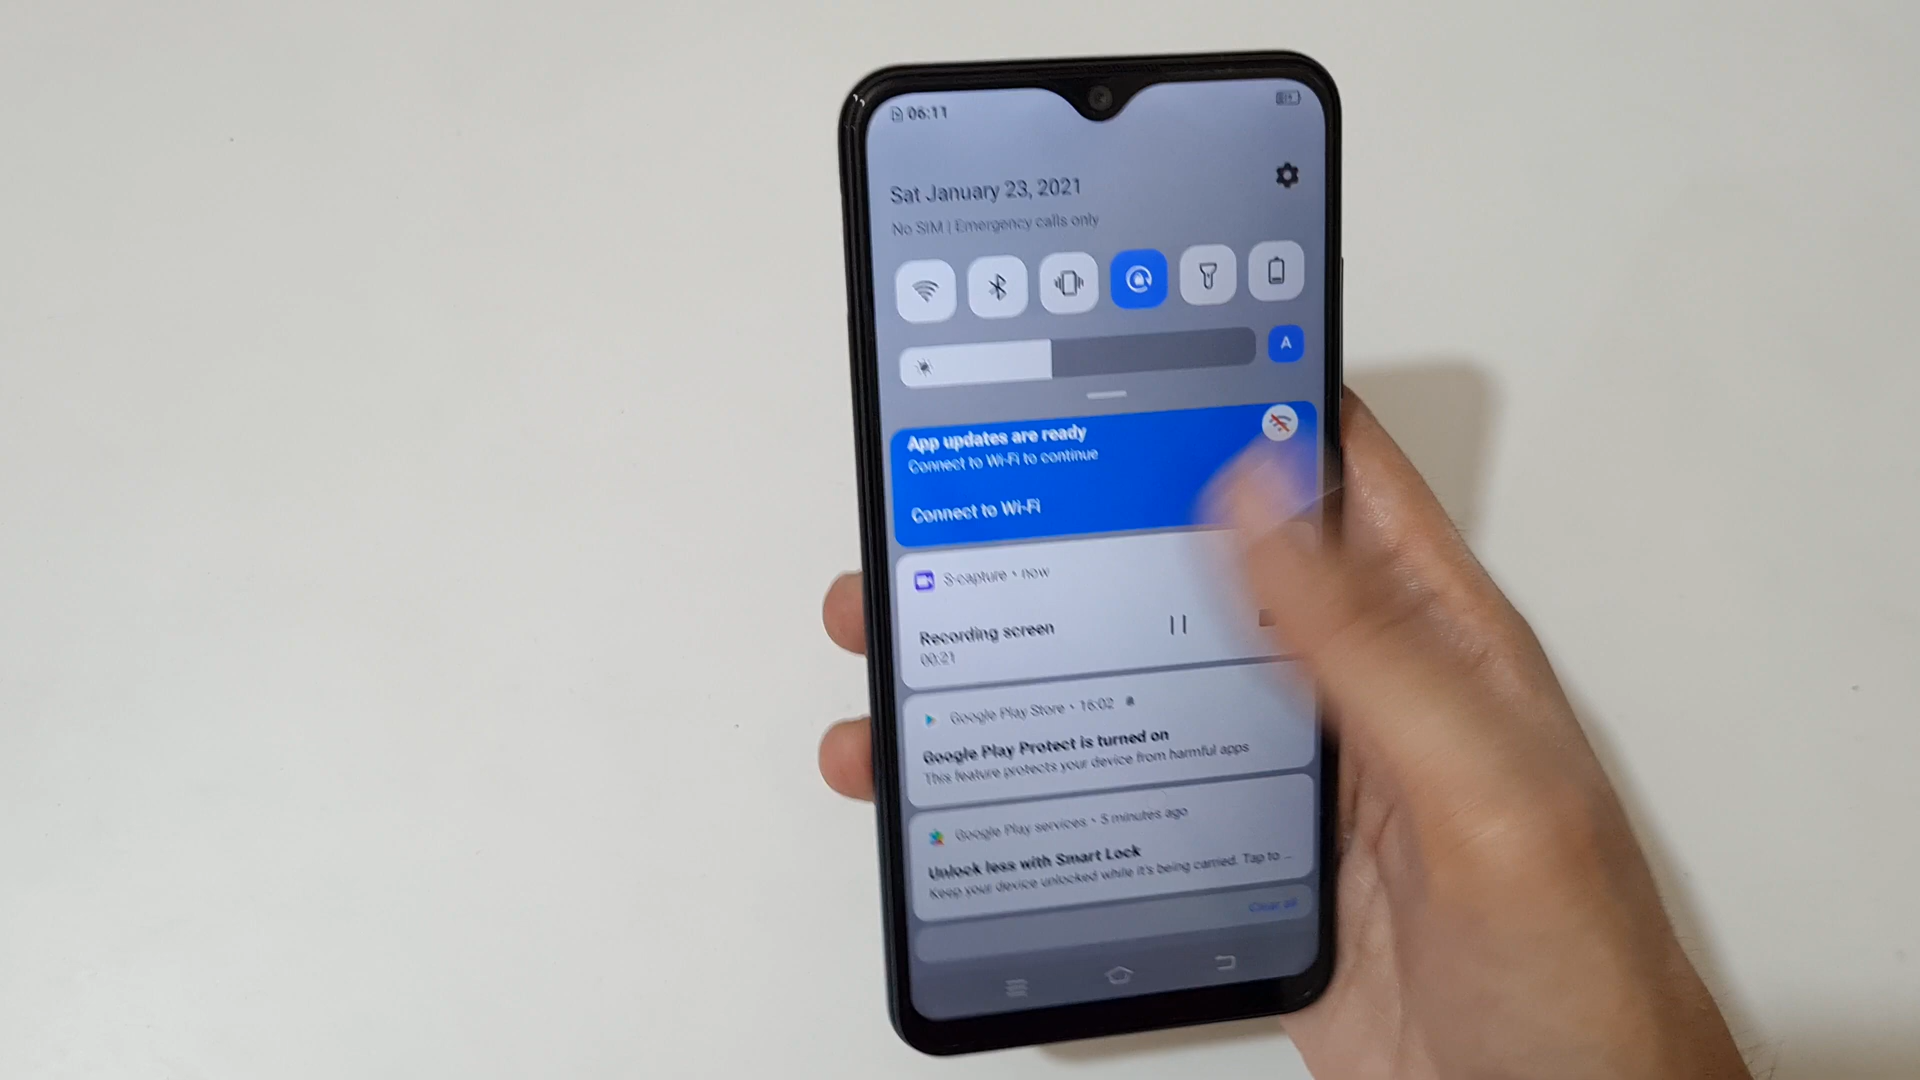 06:11
Sat January 23, 2021
No SIM | Emergency calls only
A
App updates are ready
Connect to Wi-Fi to continue
Connect to Wi-Fi
S-capture • now
Recording screen
00:21
Google Play Store • 16:02
Google Play Protect is turned on
This feature protects your device from harmful apps
Google Play services • 5 minutes ago
Unlock less with Smart Lock
Keep your device unlocked while it's being carried. Tap to ...
Clear all